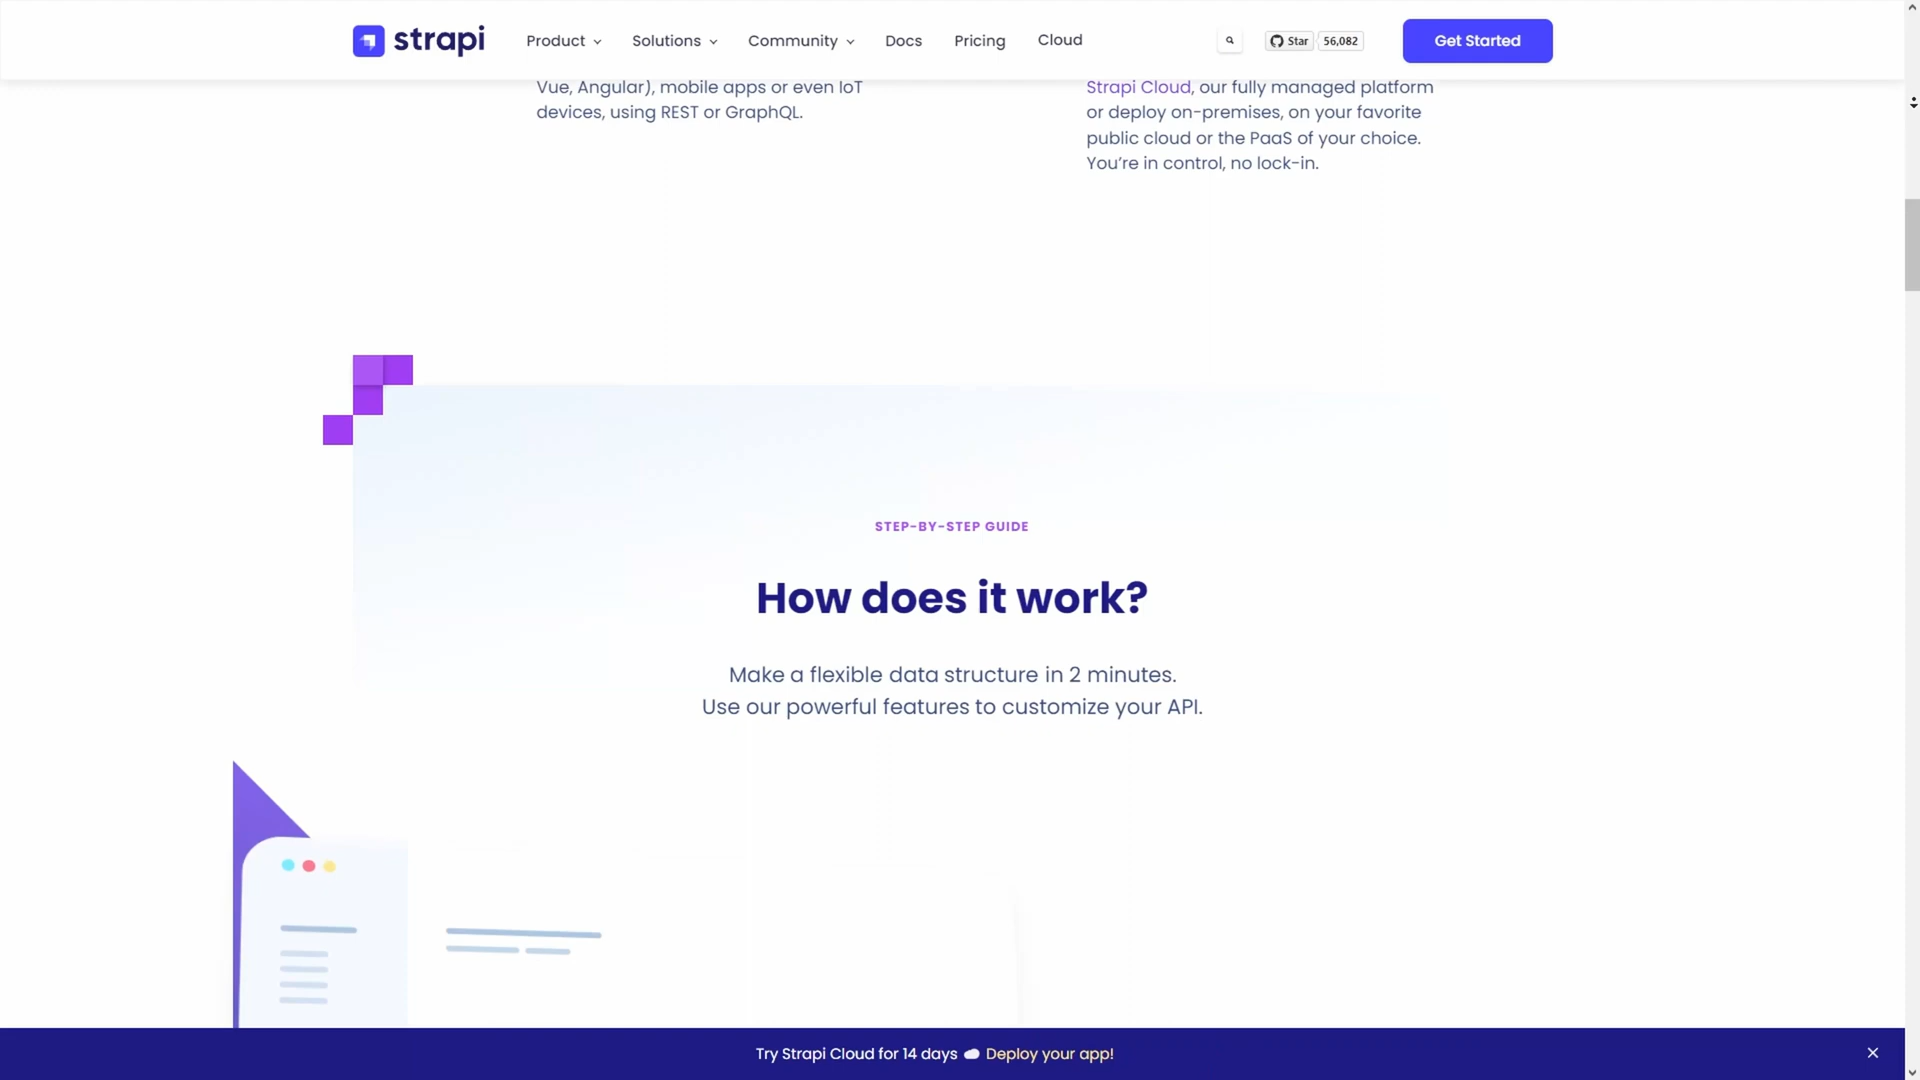 strapi
Product
Solutions
Community
Docs
Pricing
Cloud
Star
56,082
Get Started
Vue, Angular), mobile apps or even IoT
devices, using REST or GraphQL.
Strapi Cloud, our fully managed platform
or deploy on-premises, on your favorite
public cloud or the PaaS of your choice.
You’re in control, no lock-in.
STEP-BY-STEP GUIDE
How does it work?
Make a flexible data structure in 2 minutes.
Use our powerful features to customize your API.
Try Strapi Cloud for 14 days Deploy your app!